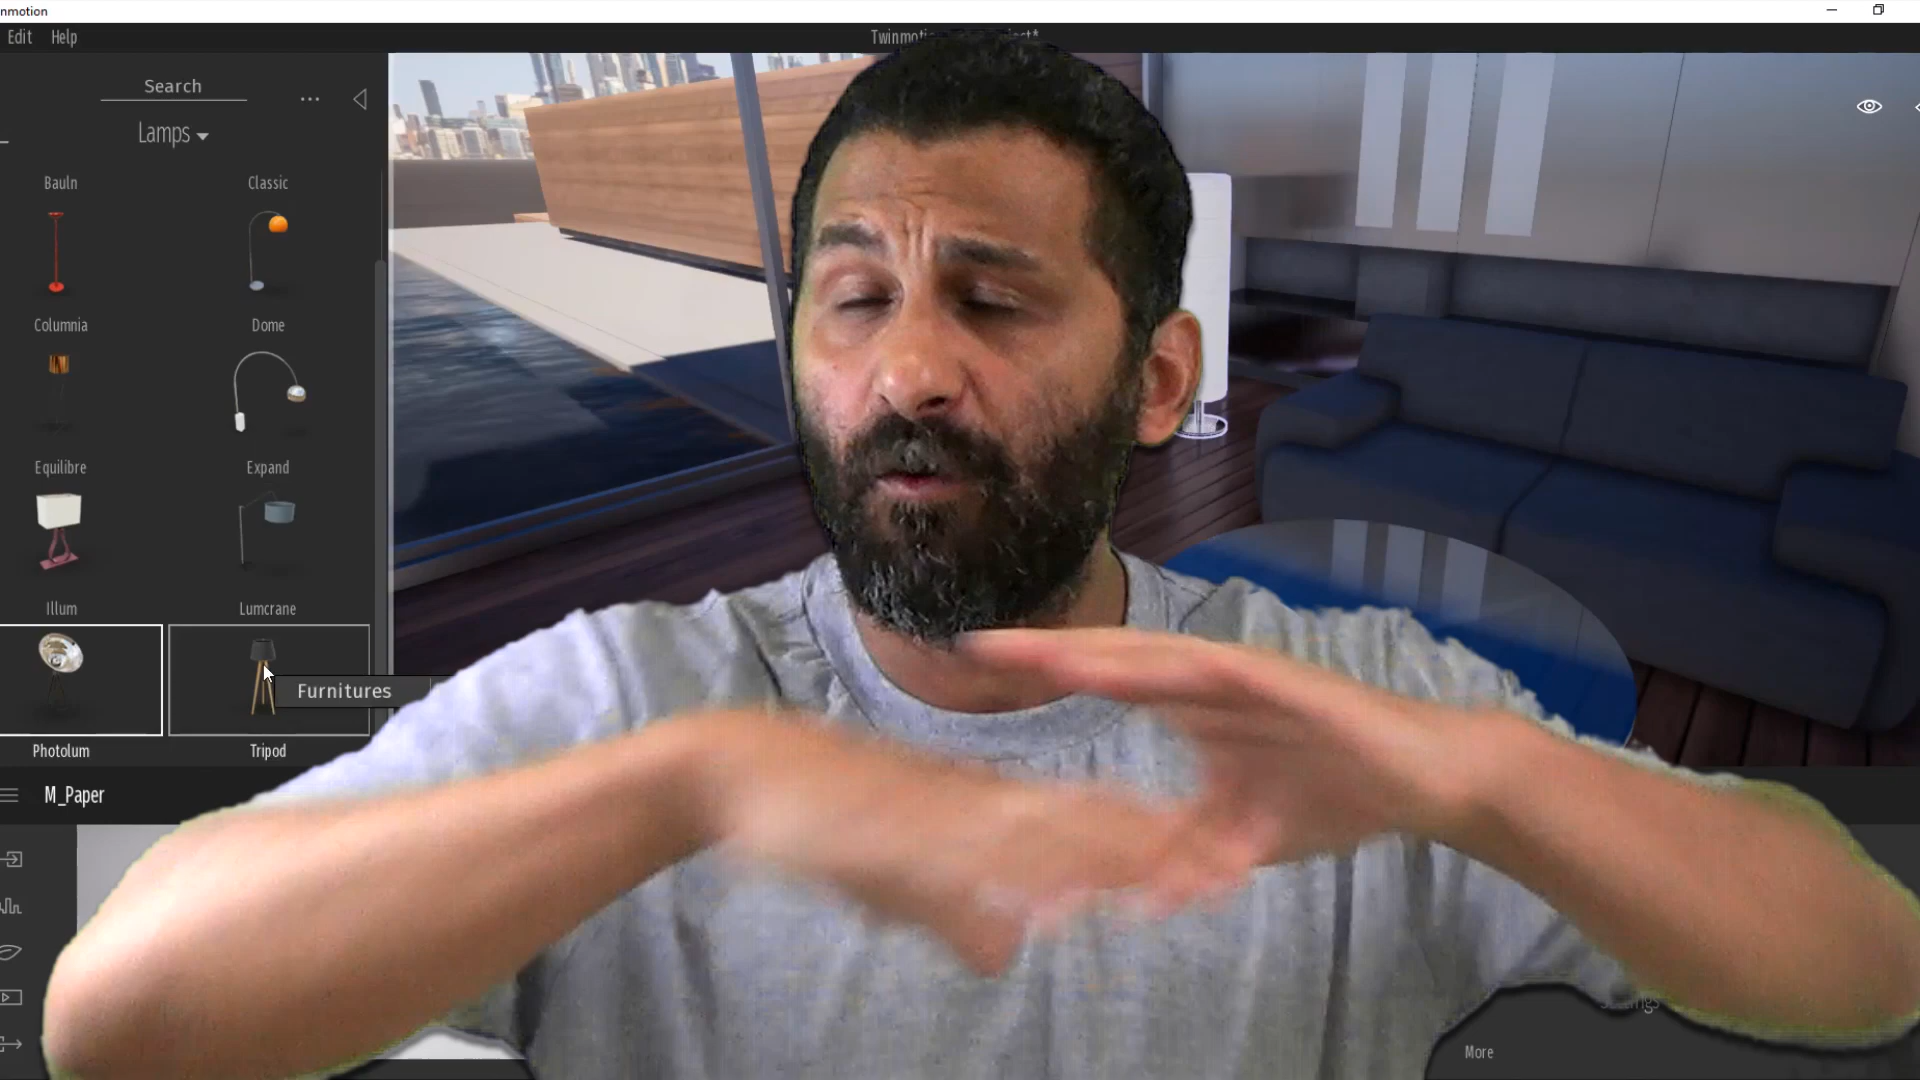 nmotion
Edit Help
Search ...
Lamps
Bauln Classic
Columnia Dome
Equilibre Expand
Illum Lumcrane
Furnitures
Photolum Tripod
M_Paper
More